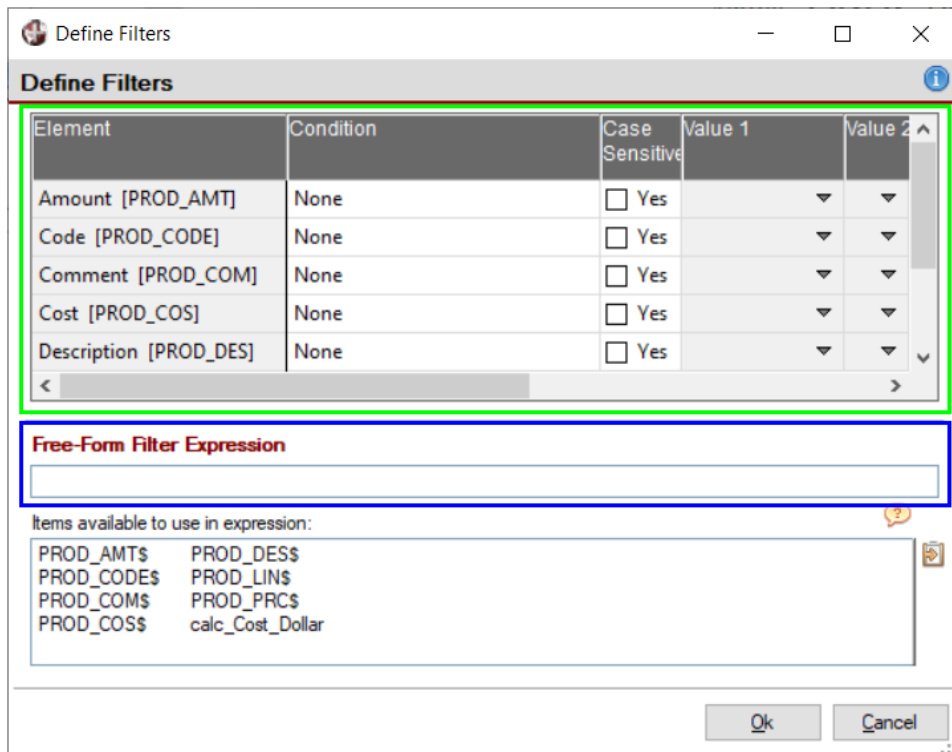 Define Filters
Define Filters
Element Condition Case Sensitive Value 1 Value 2
Amount [PROD_AMT] None Yes
Code [PROD_CODE] None Yes
Comment [PROD_COM] None Yes
Cost [PROD_COS] None Yes
Description [PROD_DES] None Yes
Free-Form Filter Expression
Items available to use in expression:
PROD_AMT$ PROD_DES$
PROD_CODE$ PROD_LIN$
PROD_COM$ PROD_PRC$
PROD_COS$ calc_Cost_Dollar
Ok Cancel